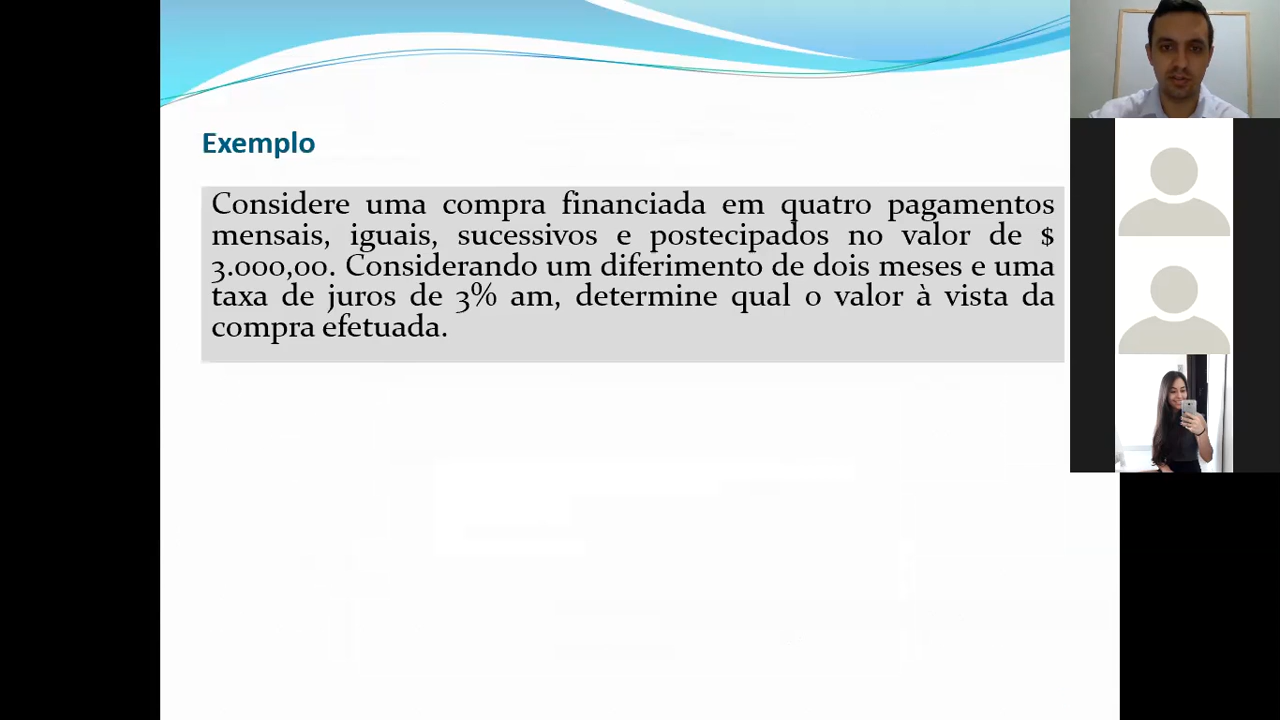 Exemplo
Considere uma compra financiada em quatro pagamentos
mensais, iguais, sucessivos e postecipados no valor de $
3.000,00. Considerando um diferimento de dois meses e uma
taxa de juros de 3% am, determine qual o valor à vista da
compra efetuada.